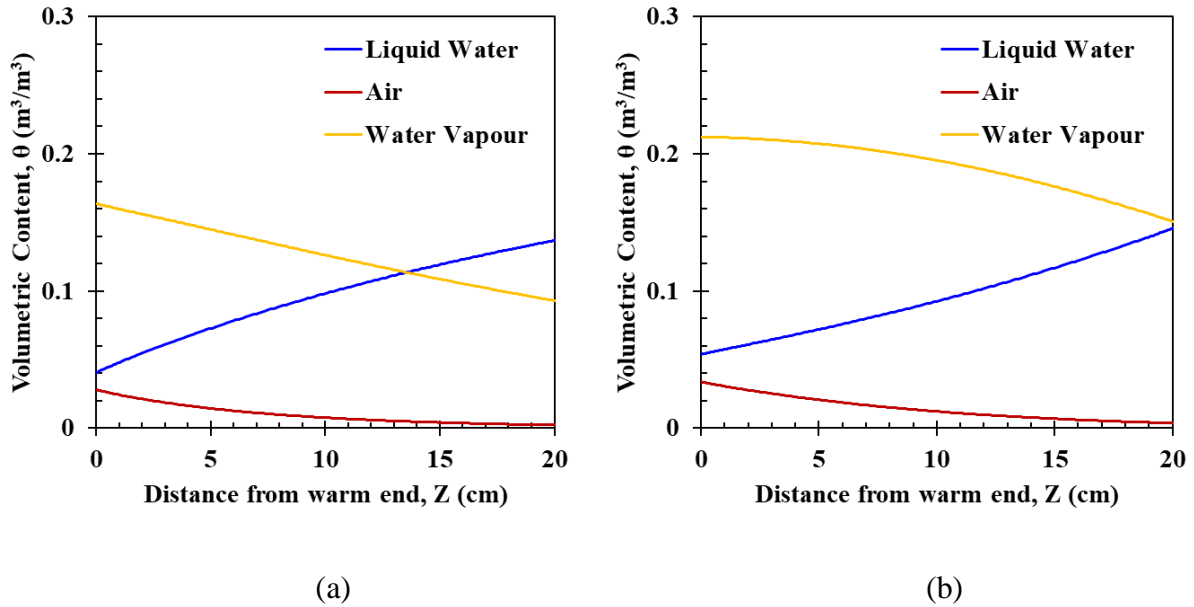 0.3
0.2
0.1
0
Volumetric Content, θ (m³/m³)
Liquid Water
Air
Water Vapour
0 5 10 15 20
Distance from warm end, Z (cm)
(a)
0.3
0.2
0.1
0
Volumetric Content, θ (m³/m³)
Liquid Water
Air
Water Vapour
0 5 10 15 20
Distance from warm end, Z (cm)
(b)